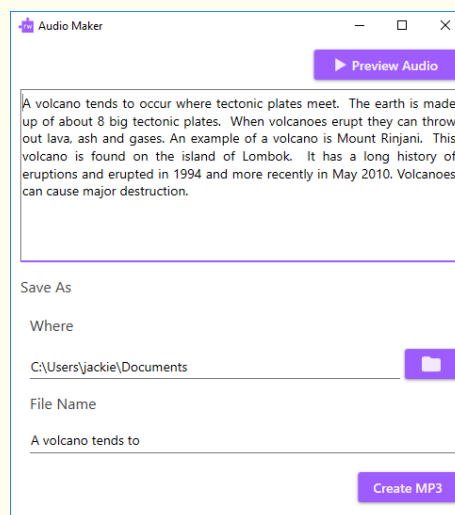 Audio Maker
Preview Audio
A volcano tends to occur where tectonic plates meet.  The earth is made
up of about 8 big tectonic plates.  When volcanoes erupt they can throw
out lava, ash and gases. An example of a volcano is Mount Rinjani.  This
volcano is found on the island of Lombok.  It has a long history of
eruptions and erupted in 1994 and more recently in May 2010. Volcanoes
can cause major destruction.
Save As
Where
C:\Users\jackie\Documents
File Name
A volcano tends to
Create MP3